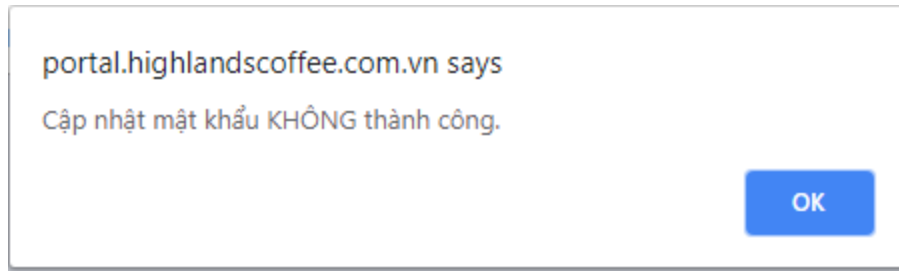 portal.highlandscoffee.com.vn says
Cập nhật mật khẩu KHÔNG thành công.
OK